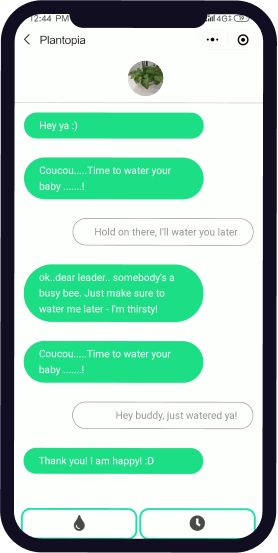 12:44 PM 4G 19
Plantopia
Hey ya :)
Coucou.....Time to water your
baby .......!
Hold on there, I'll water you later
ok..dear leader.. somebody's a
busy bee. Just make sure to
water me later - I'm thirsty!
Coucou.....Time to water your
baby .......!
Hey buddy, just watered ya!
Thank you! I am happy! :D